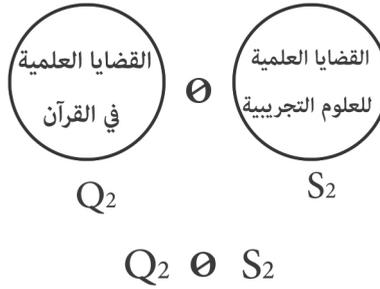 القضايا العلمية
في القرآن
Ø
القضايا العلمية
للعلوم التجريبية
Q2
S2
Q2 Ø S2